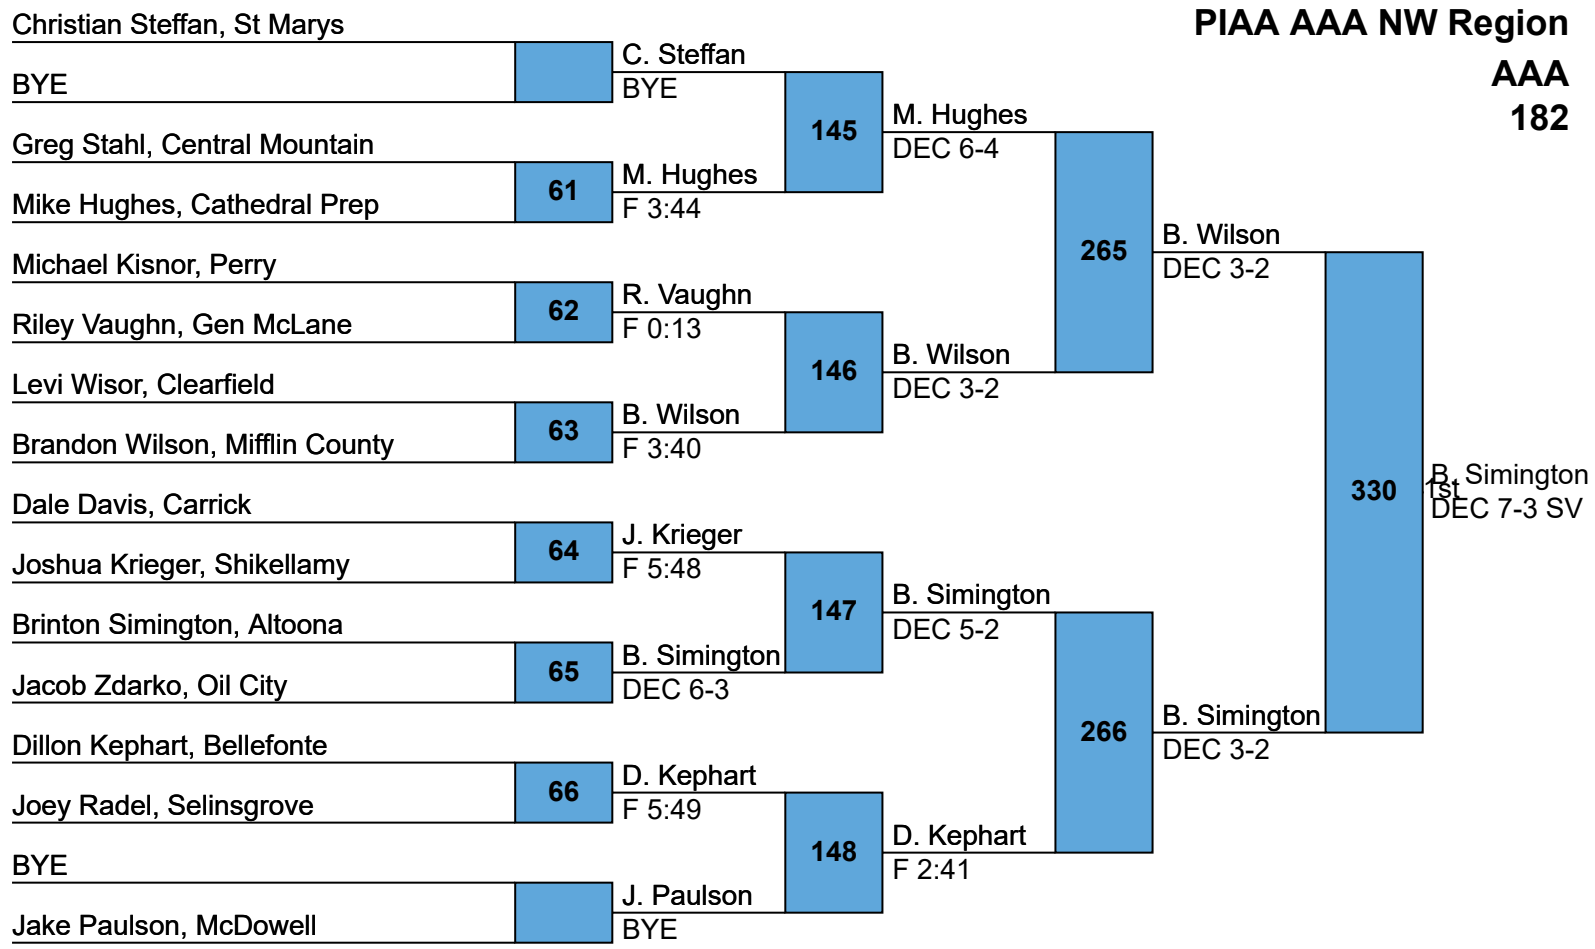 PIAA AAA NW Region
AAA
182
Christian Steffan, St Marys
BYE
Greg Stahl, Central Mountain
61
Mike Hughes, Cathedral Prep
Michael Kisnor, Perry
62
Riley Vaughn, Gen McLane
Levi Wisor, Clearfield
63
Brandon Wilson, Mifflin County
Dale Davis, Carrick
64
Joshua Krieger, Shikellamy
Brinton Simington, Altoona
65
Jacob Zdarko, Oil City
Dillon Kephart, Bellefonte
66
Joey Radel, Selinsgrove
BYE
Jake Paulson, McDowell
C. Steffan
BYE
145
M. Hughes
F 3:44
R. Vaughn
F 0:13
146
B. Wilson
F 3:40
J. Krieger
F 5:48
147
B. Simington
DEC 6-3
D. Kephart
F 5:49
148
J. Paulson
BYE
M. Hughes
DEC 6-4
265
B. Wilson
DEC 3-2
B. Simington
DEC 5-2
266
D. Kephart
F 2:41
B. Wilson
DEC 3-2
330
B. Simington
DEC 3-2
B. Simington
1st
DEC 7-3 SV